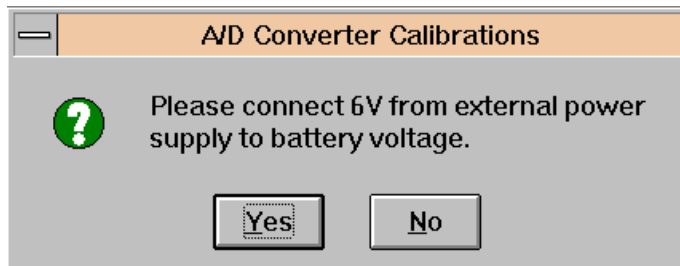 A/D Converter Calibrations
Please connect 6V from external power
supply to battery voltage.
Yes
No